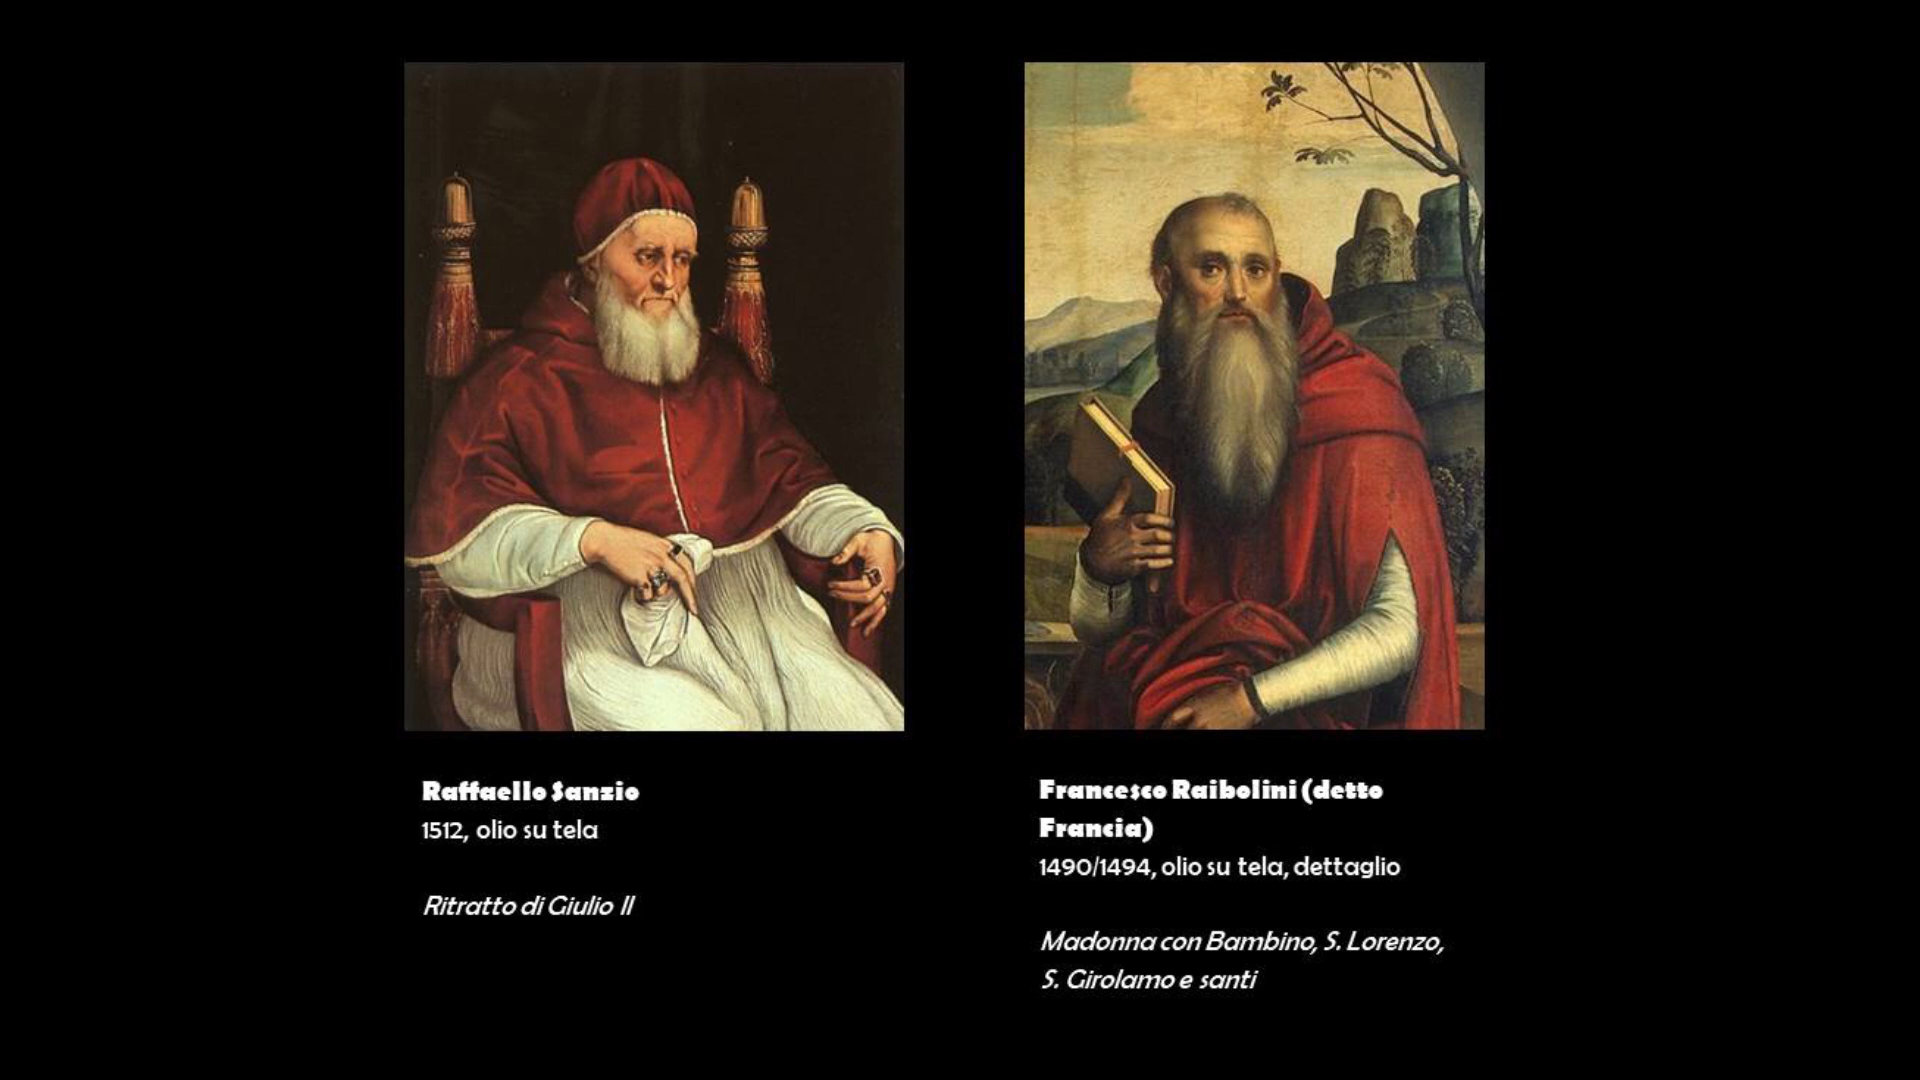 Raffaello Sanzio
1512, olio su tela
Ritratto di Giulio II
Francesco Raibolini (detto
Francia)
1490/1494, olio su tela, dettaglio
Madonna con Bambino, S. Lorenzo,
S. Girolamo e santi